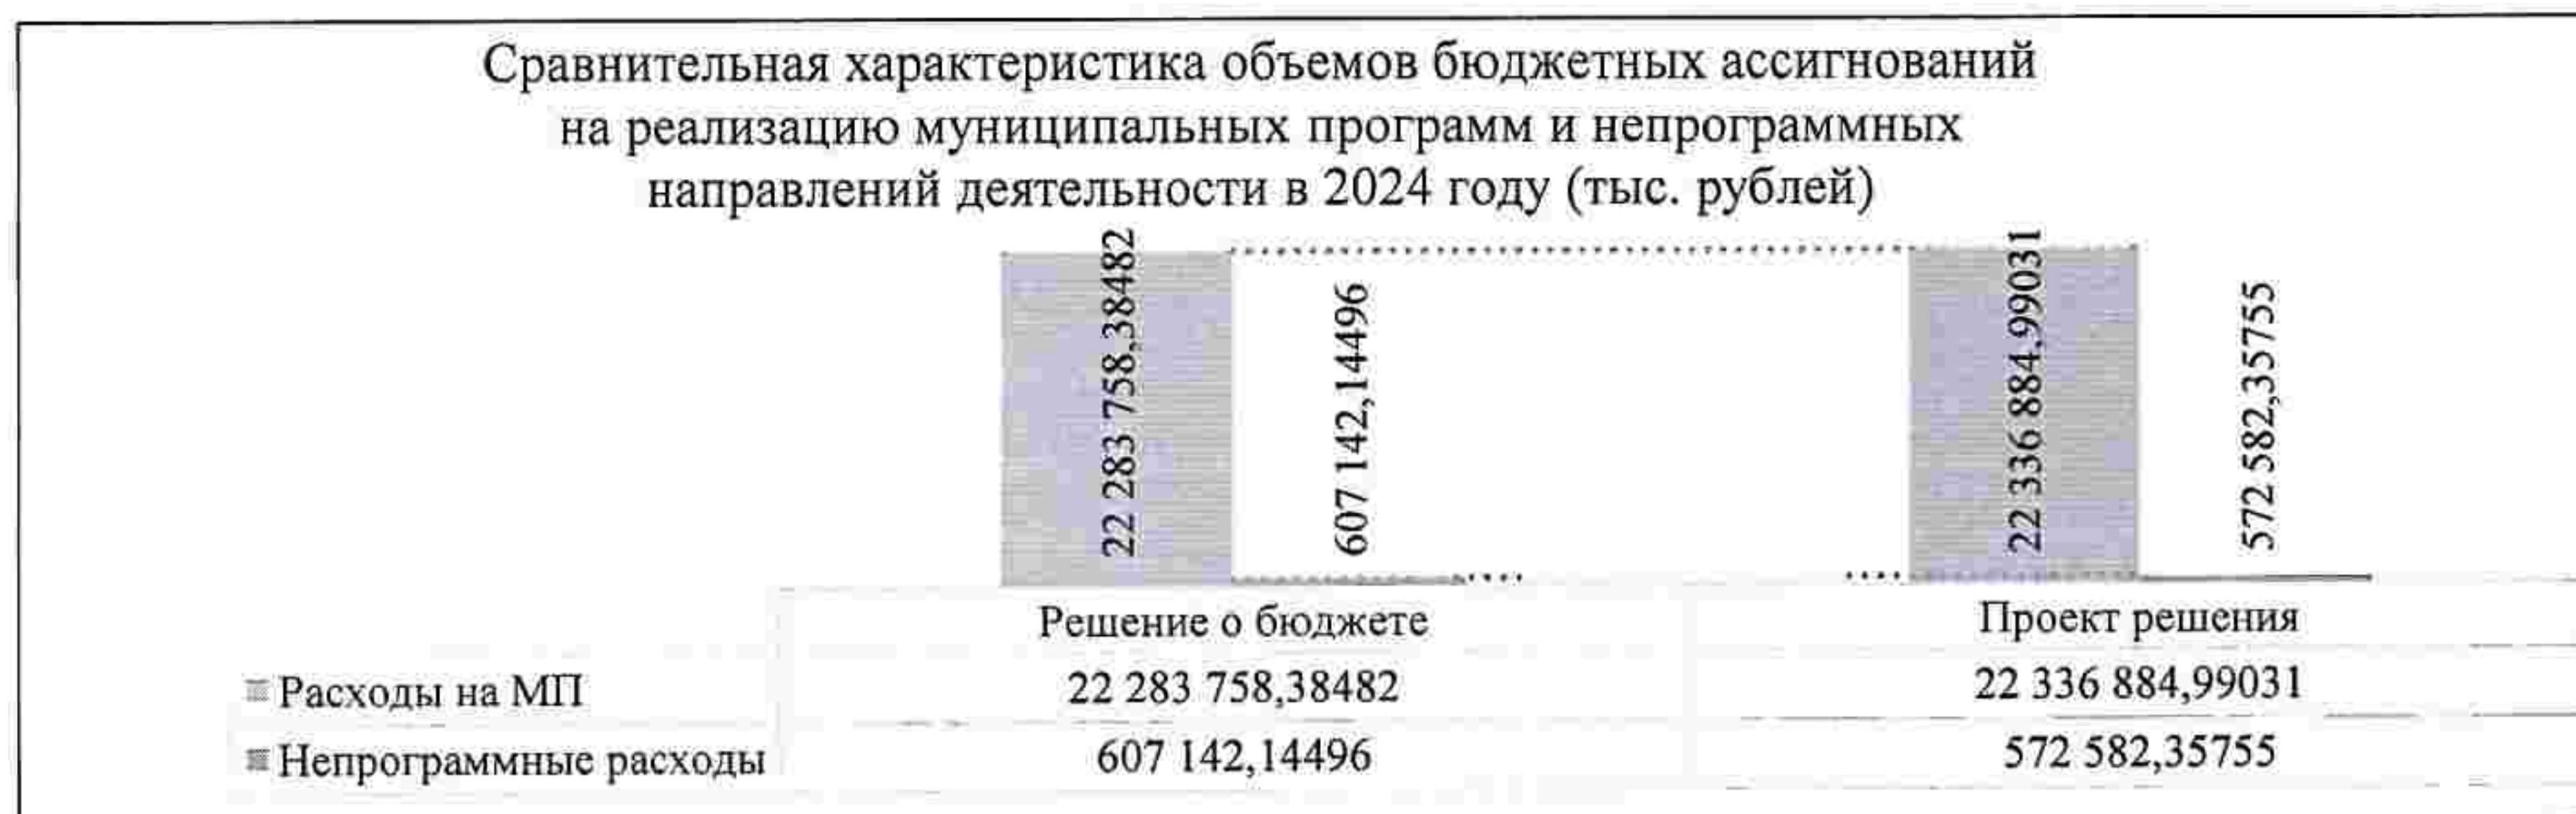 Сравнительная характеристика объемов бюджетных ассигнований
на реализацию муниципальных программ и непрограммных
направлений деятельности в 2024 году (тыс. рублей)
22 283 758,38482
607 142,14496
22 336 884,99031
572 582,35755
Решение о бюджете Проект решения
Расходы на МП 22 283 758,38482 22 336 884,99031
Непрограммные расходы 607 142,14496 572 582,35755